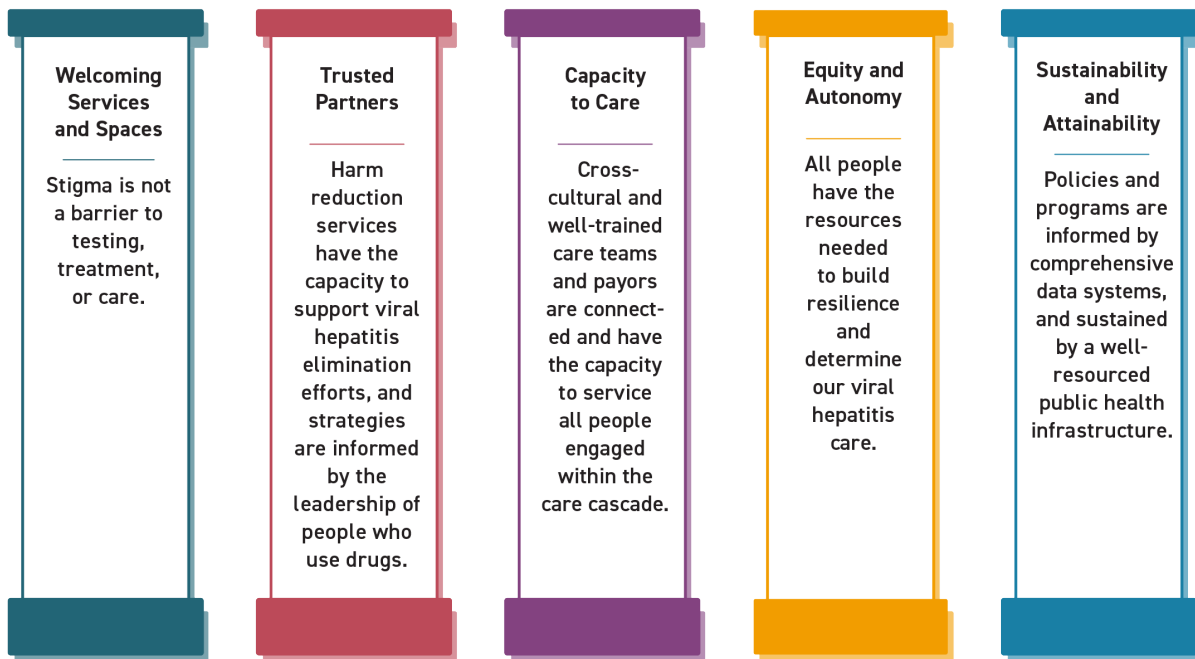 Welcoming
Services
and Spaces
Stigma is not
a barrier to
testing,
treatment,
or care.
Trusted
Partners
Harm
reduction
services
have the
capacity to
support viral
hepatitis
elimination
efforts, and
strategies
are informed
by the
leadership of
people who
use drugs.
Capacity
to Care
Cross-
cultural and
well-trained
care teams
and payors
are connect-
ed and have
the capacity
to service
all people
engaged
within the
care cascade.
Equity and
Autonomy
All people
have the
resources
needed
to build
resilience
and
determine
our viral
hepatitis
care.
Sustainability
and
Attainability
Policies and
programs are
informed by
comprehensive
data systems,
and sustained
by a well-
resourced
public health
infrastructure.